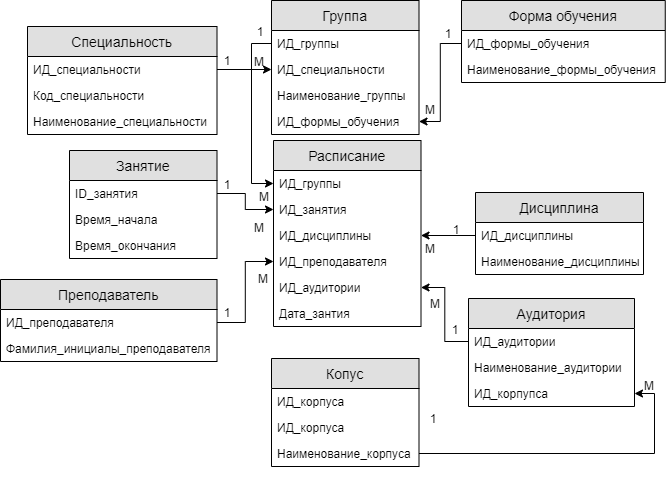 Специальность
ИД_специальности
Код_специальности
Наименование_специальности
1
М
Группа
ИД_группы
ИД_специальности
Наименование_группы
ИД_формы_обучения
1
М
1
Форма обучения
ИД_формы_обучения
Наименование_формы_обучения
Занятие
ID_занятия
Время_начала
Время_окончания
1
М
М
Расписание
ИД_группы
ИД_занятия
ИД_дисциплины
ИД_преподавателя
ИД_аудитории
Дата_зантия
М
1
Дисциплина
ИД_дисциплины
Наименование_дисциплины
Преподаватель
ИД_преподавателя
Фамилия_инициалы_преподавателя
1
М
М
1
Аудитория
ИД_аудитории
Наименование_аудитории
ИД_корпупса
М
Копус
ИД_корпуса
ИД_корпуса
Наименование_корпуса
1